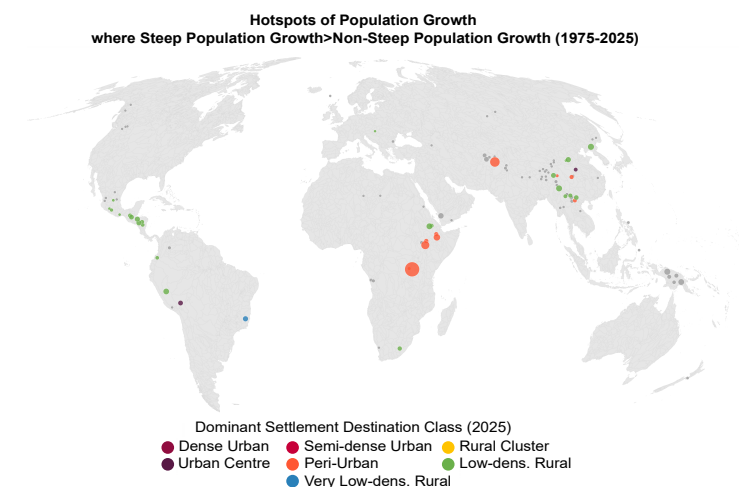 Hotspots of Population Growth
where Steep Population Growth>Non-Steep Population Growth (1975-2025)
Dominant Settlement Destination Class (2025)
Dense Urban Semi-dense Urban Rural Cluster
Urban Centre Peri-Urban Low-dens. Rural
Very Low-dens. Rural